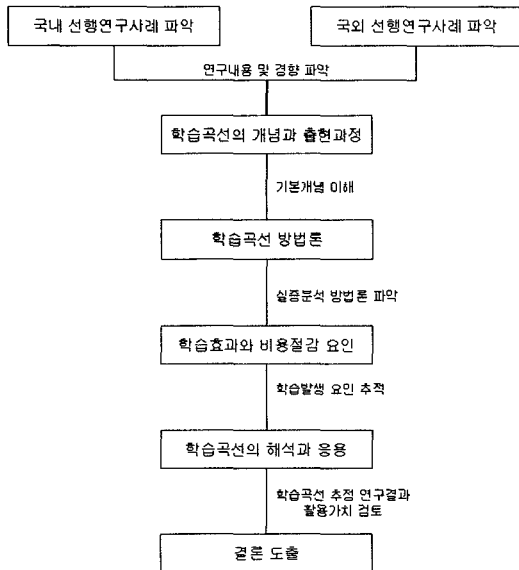 국내 선행연구사례 파악
국외 선행연구사례 파악
연구내용 및 경향 파악
학습곡선의 개념과 출현과정
기본개념 이해
학습곡선 방법론
실증분석 방법론 파악
학습효과와 비용절감 요인
학습발생 요인 추적
학습곡선의 해석과 응용
학습곡선 추정 연구결과
활용가치 검토
결론 도출